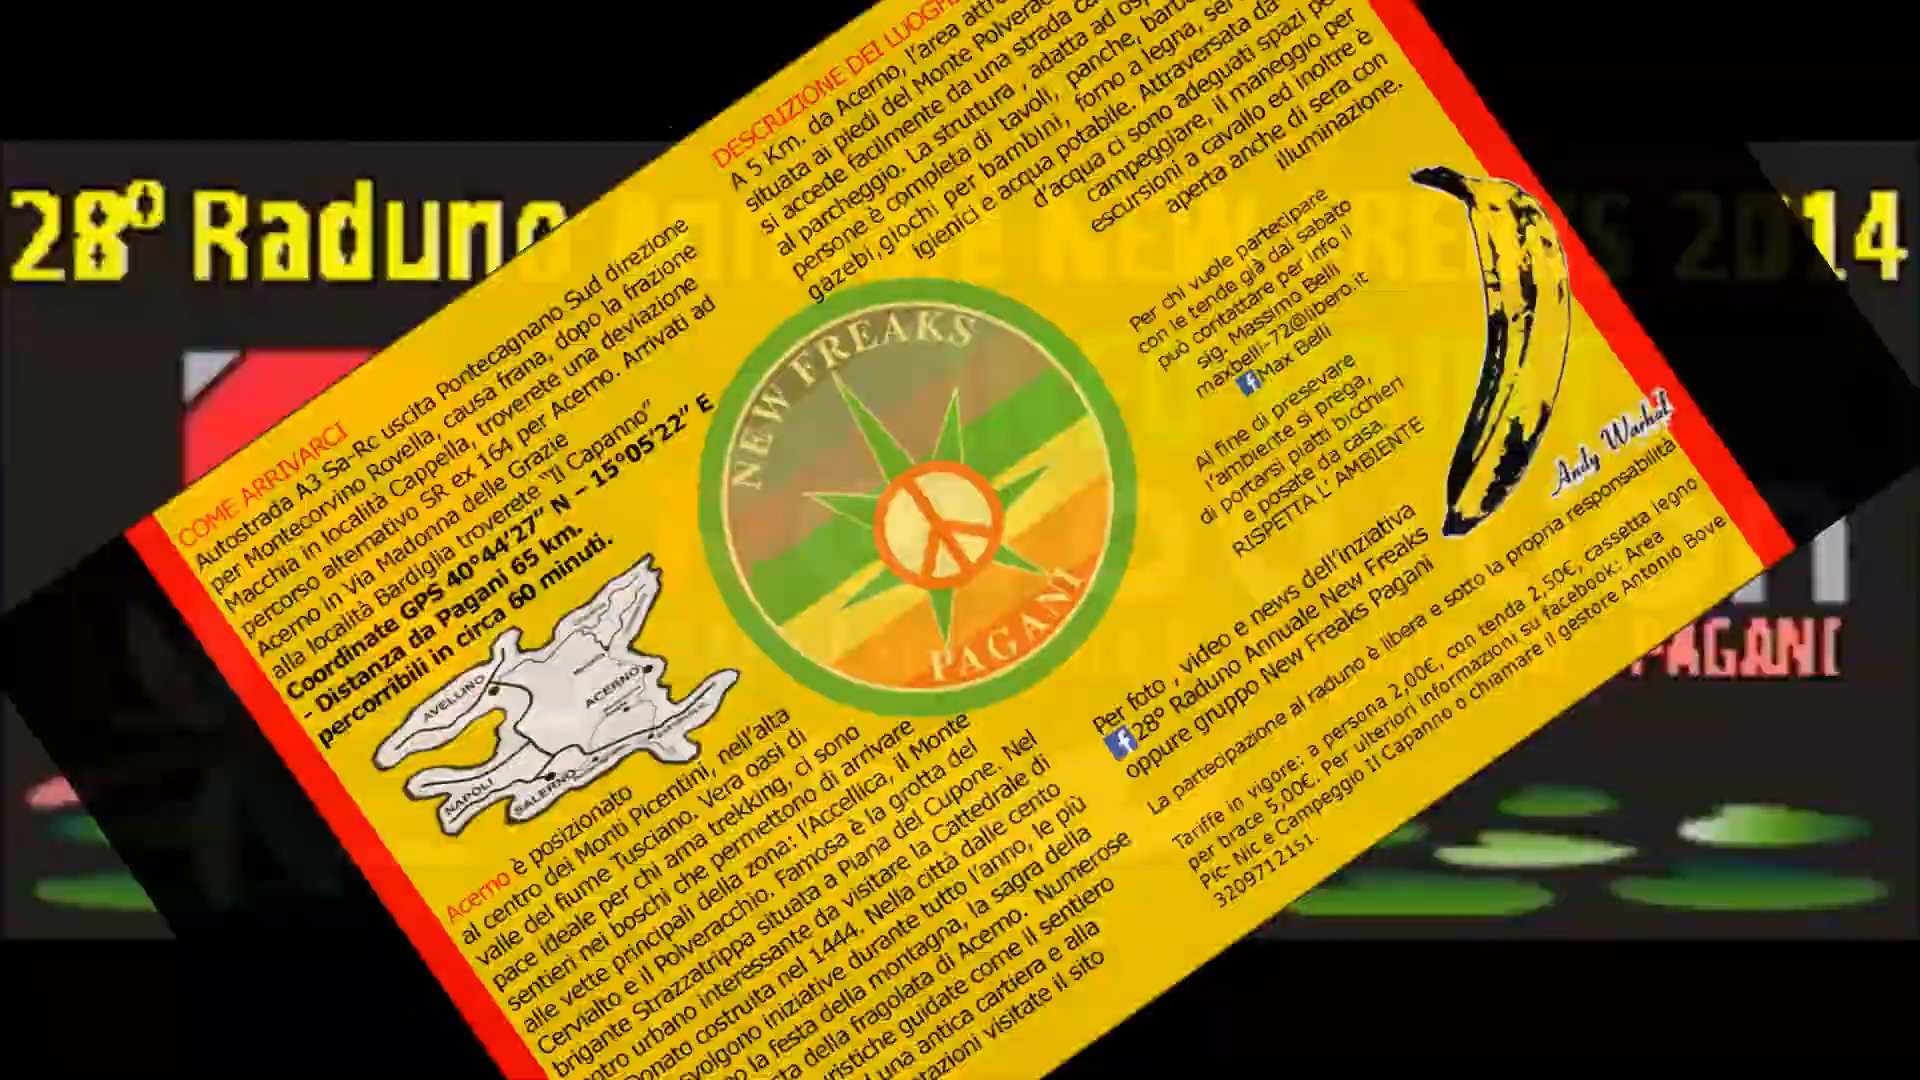 28º Raduno
NEW FREAKS 2014
PAGANI
COME ARRIVARCI
Autostrada A3 Sa-Rc uscita Pontecagnano Sud direzione
per Montecorvino Rovella, causa frana, dopo la frazione
Macchia in località Cappella, troverete una deviazione
percorso alternativo SR ex 164 per Acerno. Arrivati ad
Acerno in Via Madonna delle Grazie
alla località Bardiglia troverete "Il Capanno"
Coordinate GPS 40°44'27" N – 15°05'22" E
- Distanza da Pagani 65 km.
percorribili in circa 60 minuti.
AVELLINO
ACERNO
NAPOLI
SALERNO
DESCRIZIONE DEI LUOGHI
A 5 Km. da Acerno, l'area
situata ai piedi del Monte
si accede facilmente da una strada
al parcheggio. La struttura , adatta ad
persone è completa di tavoli, panche,
gazebi, giochi per bambini, forno a legna,
igienici e acqua potabile. Attraversata
d'acqua ci sono adeguati spazi
campeggiare, il maneggio per
escursioni a cavallo ed inoltre è
aperta anche di sera con
illuminazione.
NEW FREAKS
PAGANI
Per chi vuole partecipare
con le tende già dal sabato
può contattare per info il
sig. Massimo Belli
maxbelli-72@libero.it
f Max Belli
Al fine di presevare
l'ambiente si prega,
di portarsi piatti bicchieri
e posate da casa.
RISPETTA L' AMBIENTE
Andy Warhol
Per foto , video e news dell'inziativa
f 28° Raduno Annuale New Freaks
oppure gruppo New Freaks Pagani
La partecipazione al raduno è libera e sotto la propria responsabilità
Tariffe in vigore: a persona 2,00€, con tenda 2,50€, cassetta legno
per brace 5,00€. Per ulteriori informazioni su facebook: Area
Pic- Nic e Campeggio Il Capanno o chiamare il gestore Antonio Bove
3209712151.
Acerno è posizionato
al centro dei Monti Picentini, nell'alta
valle del fiume Tusciano. Vera oasi di
pace ideale per chi ama trekking, ci sono
sentieri nei boschi che permettono di arrivare
alle vette principali della zona: l'Accellica, il Monte
Cervialto e il Polveracchio. Famosa è la grotta del
brigante Strazzatrippa situata a Piana del Cupone. Nel
urbano interessante da visitare la Cattedrale di
costruita nel 1444. Nella città dalle cento
svolgono iniziative durante tutto l'anno, le più
la festa della montagna, la sagra della
della fragolata di Acerno. Numerose
guidate come il sentiero
una antica cartiera e alla
visitate il sito